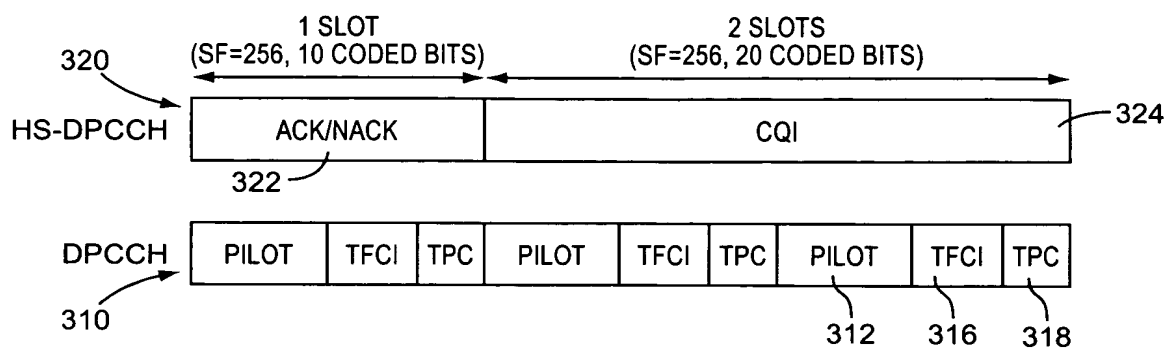 1 SLOT
(SF=256, 10 CODED BITS)
2 SLOTS
(SF=256, 20 CODED BITS)
320
HS-DPCCH
ACK/NACK
CQI
324
322
DPCCH
PILOT TFCI TPC PILOT TFCI TPC PILOT TFCI TPC
310
312
316
318